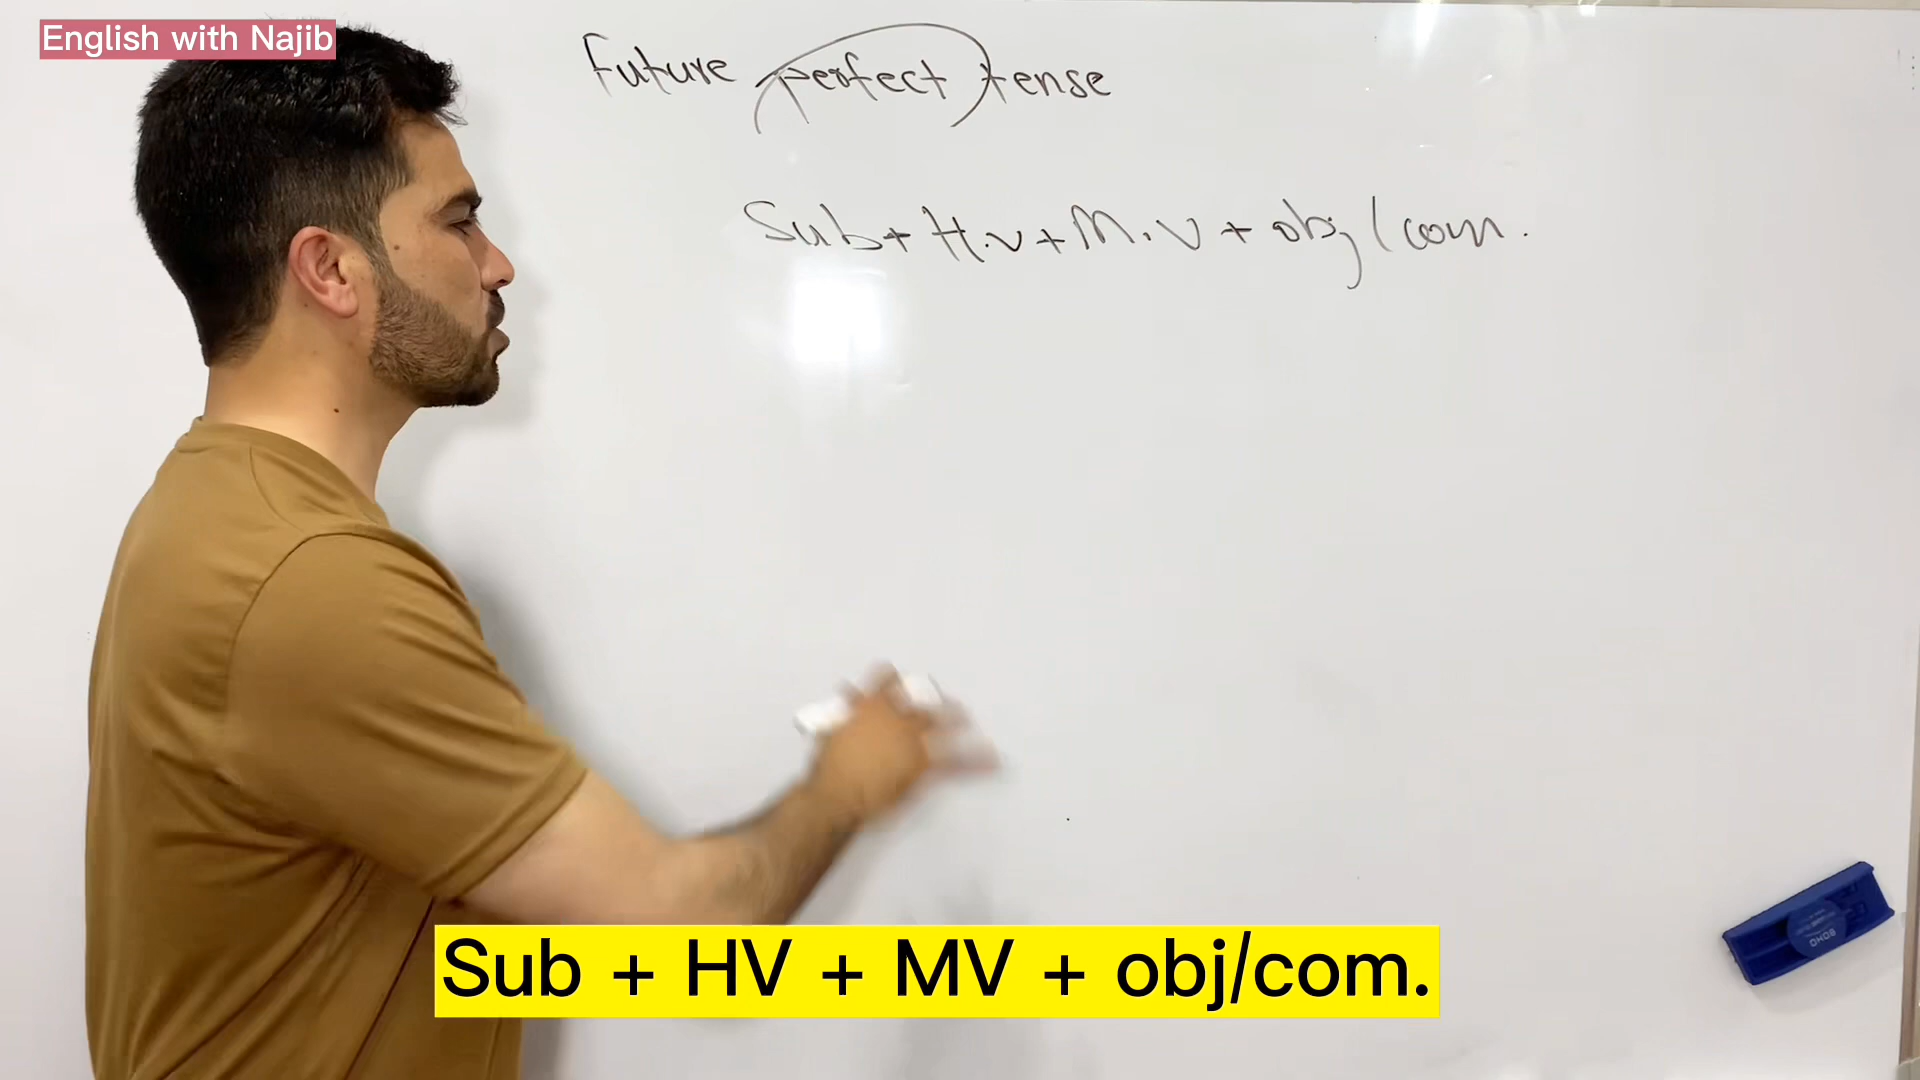 English with Najib
Future perfect tense
Sub + H.V + M.V + obj / com.
Sub + HV + MV + obj/com.